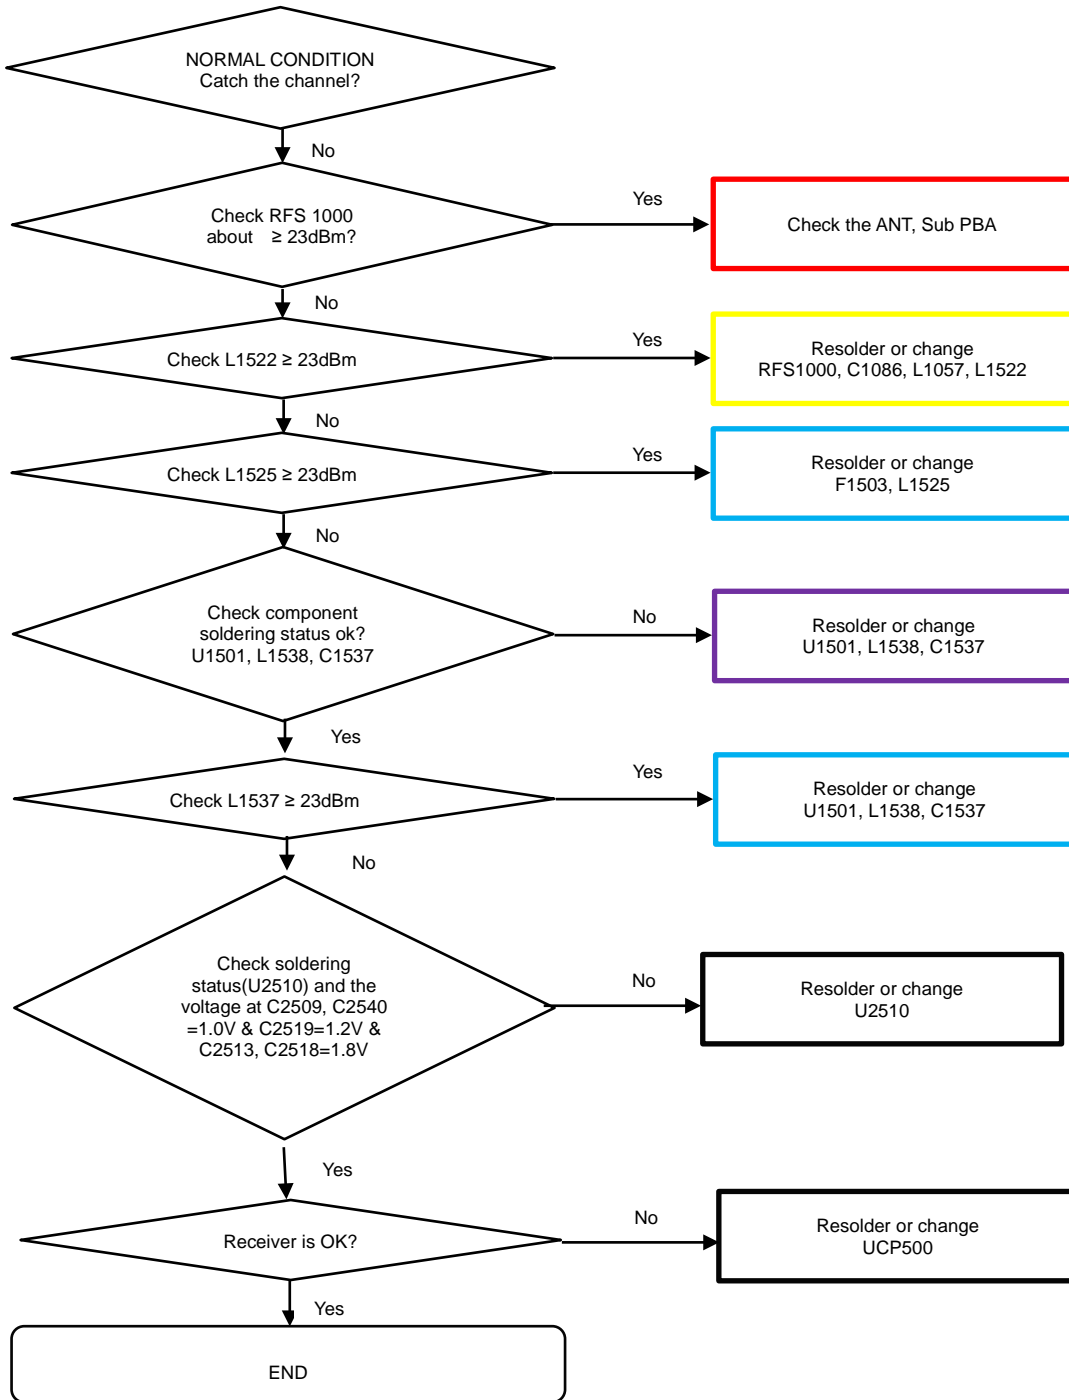 NORMAL CONDITION
Catch the channel?
No
Check RFS 1000
about ≥ 23dBm?
Yes
Check the ANT, Sub PBA
No
Check L1522 ≥ 23dBm
Yes
Resolder or change
RFS1000, C1086, L1057, L1522
No
Check L1525 ≥ 23dBm
Yes
Resolder or change
F1503, L1525
No
Check component
soldering status ok?
U1501, L1538, C1537
No
Resolder or change
U1501, L1538, C1537
Yes
Check L1537 ≥ 23dBm
Yes
Resolder or change
U1501, L1538, C1537
No
Check soldering
status(U2510) and the
voltage at C2509, C2540
=1.0V & C2519=1.2V &
C2513, C2518=1.8V
No
Resolder or change
U2510
Yes
Receiver is OK?
No
Resolder or change
UCP500
Yes
END